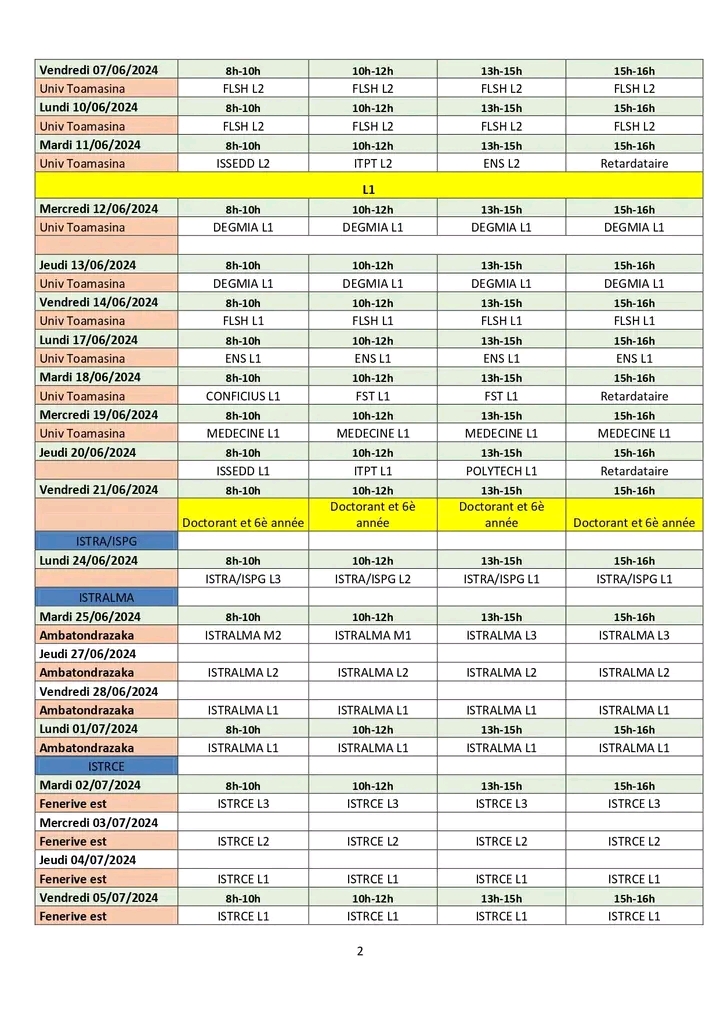 Vendredi 07/06/2024 8h-10h 10h-12h 13h-15h 15h-16h
Univ Toamasina FLSH L2 FLSH L2 FLSH L2 FLSH L2
Lundi 10/06/2024 8h-10h 10h-12h 13h-15h 15h-16h
Univ Toamasina FLSH L2 FLSH L2 FLSH L2 FLSH L2
Mardi 11/06/2024 8h-10h 10h-12h 13h-15h 15h-16h
Univ Toamasina ISSEDD L2 ITPT L2 ENS L2 Retardataire
L1
Mercredi 12/06/2024 8h-10h 10h-12h 13h-15h 15h-16h
Univ Toamasina DEGMIA L1 DEGMIA L1 DEGMIA L1 DEGMIA L1
Jeudi 13/06/2024 8h-10h 10h-12h 13h-15h 15h-16h
Univ Toamasina DEGMIA L1 DEGMIA L1 DEGMIA L1 DEGMIA L1
Vendredi 14/06/2024 8h-10h 10h-12h 13h-15h 15h-16h
Univ Toamasina FLSH L1 FLSH L1 FLSH L1 FLSH L1
Lundi 17/06/2024 8h-10h 10h-12h 13h-15h 15h-16h
Univ Toamasina ENS L1 ENS L1 ENS L1 ENS L1
Mardi 18/06/2024 8h-10h 10h-12h 13h-15h 15h-16h
Univ Toamasina CONFICIUS L1 FST L1 FST L1 Retardataire
Mercredi 19/06/2024 8h-10h 10h-12h 13h-15h 15h-16h
Univ Toamasina MEDECINE L1 MEDECINE L1 MEDECINE L1 MEDECINE L1
Jeudi 20/06/2024 8h-10h 10h-12h 13h-15h 15h-16h
ISSEDD L1 ITPT L1 POLYTECH L1 Retardataire
Vendredi 21/06/2024 8h-10h 10h-12h 13h-15h 15h-16h
Doctorant et 6è Doctorant et 6è
Doctorant et 6è année année année Doctorant et 6è année
ISTRA/ISPG
Lundi 24/06/2024 8h-10h 10h-12h 13h-15h 15h-16h
ISTRA/ISPG L3 ISTRA/ISPG L2 ISTRA/ISPG L1 ISTRA/ISPG L1
ISTRALMA
Mardi 25/06/2024 8h-10h 10h-12h 13h-15h 15h-16h
Ambatondrazaka ISTRALMA M2 ISTRALMA M1 ISTRALMA L3 ISTRALMA L3
Jeudi 27/06/2024
Ambatondrazaka ISTRALMA L2 ISTRALMA L2 ISTRALMA L2 ISTRALMA L2
Vendredi 28/06/2024
Ambatondrazaka ISTRALMA L1 ISTRALMA L1 ISTRALMA L1 ISTRALMA L1
Lundi 01/07/2024 8h-10h 10h-12h 13h-15h 15h-16h
Ambatondrazaka ISTRALMA L1 ISTRALMA L1 ISTRALMA L1 ISTRALMA L1
ISTRCE
Mardi 02/07/2024 8h-10h 10h-12h 13h-15h 15h-16h
Fenerive est ISTRCE L3 ISTRCE L3 ISTRCE L3 ISTRCE L3
Mercredi 03/07/2024
Fenerive est ISTRCE L2 ISTRCE L2 ISTRCE L2 ISTRCE L2
Jeudi 04/07/2024
Fenerive est ISTRCE L1 ISTRCE L1 ISTRCE L1 ISTRCE L1
Vendredi 05/07/2024 8h-10h 10h-12h 13h-15h 15h-16h
Fenerive est ISTRCE L1 ISTRCE L1 ISTRCE L1 ISTRCE L1
2